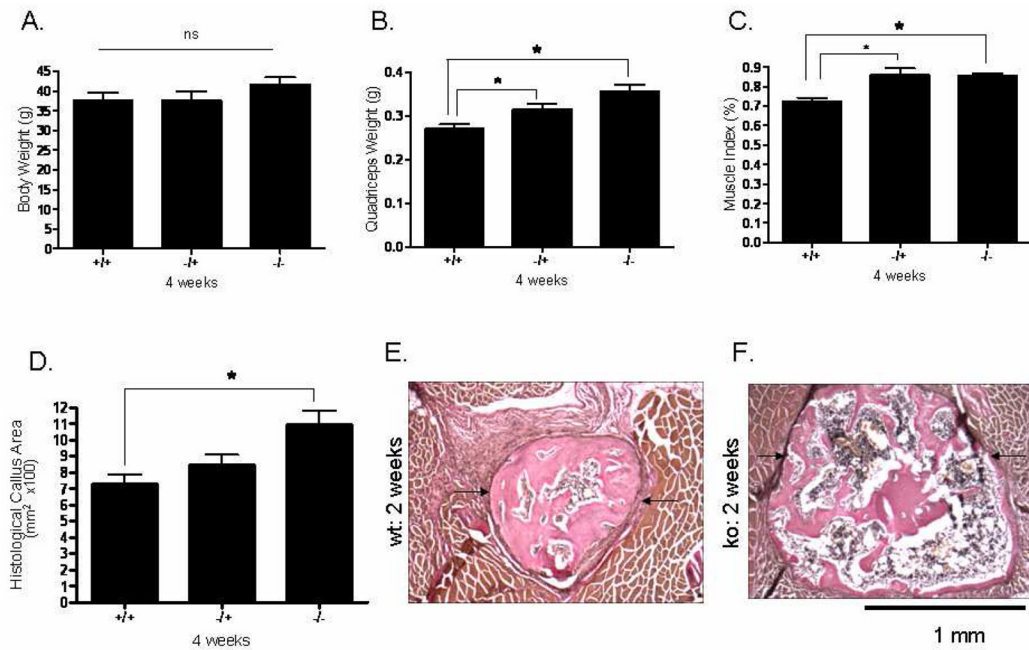 A.
ns
Body Weight (g)
45
40
35
30
25
20
15
10
5
0
+/+
-/+
-/-
4 weeks
B.
*
*
Quadriceps Weight (g)
0.4
0.3
0.2
0.1
0.0
+/+
-/+
-/-
4 weeks
C.
*
*
Muscle Index (%)
0.9
0.8
0.7
0.6
0.5
0.4
0.3
0.2
0.1
0.0
+/+
-/+
-/-
4 weeks
D.
*
Histological Callus Area
(mm² x100)
12
11
10
9
8
7
6
5
4
3
2
1
0
+/+
-/+
-/-
4 weeks
E.
wt: 2 weeks
F.
ko: 2 weeks
1 mm